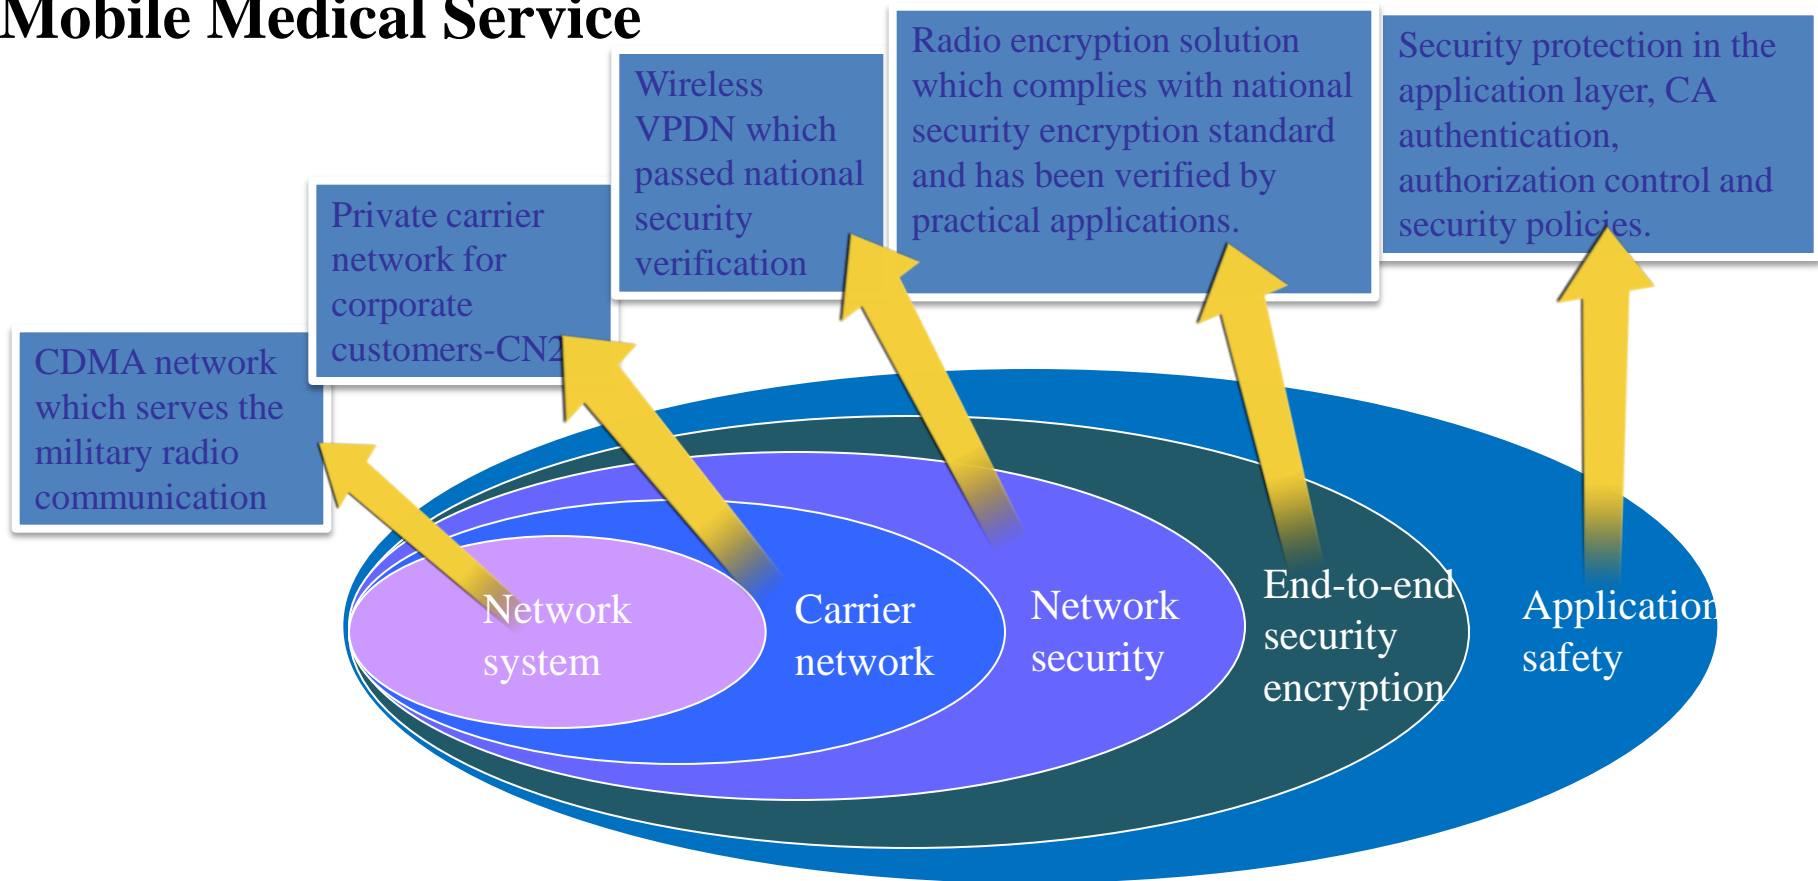 Mobile Medical Service
CDMA network
which serves the
military radio
communication
Private carrier
network for
corporate
customers-CN2
Wireless
VPDN which
passed national
security
verification
Radio encryption solution
which complies with national
security encryption standard
and has been verified by
practical applications.
Security protection in the
application layer, CA
authentication,
authorization control and
security policies.
Network
system
Carrier
network
Network
security
End-to-end
security
encryption
Application
safety